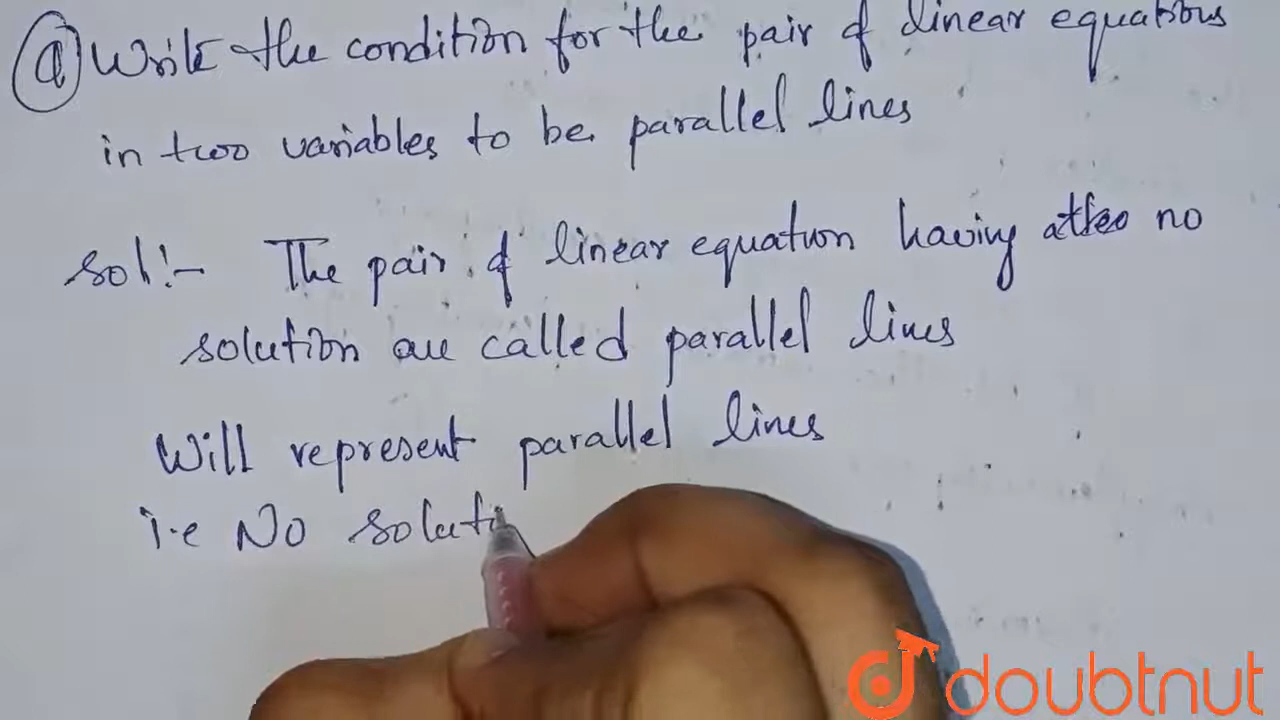 Q Write the condition for the pair of linear equations
in two variables to be parallel lines
sol:- The pair of linear equation having no
solution are called parallel lines
Will represent parallel lines
i.e No soluti
doubtnut